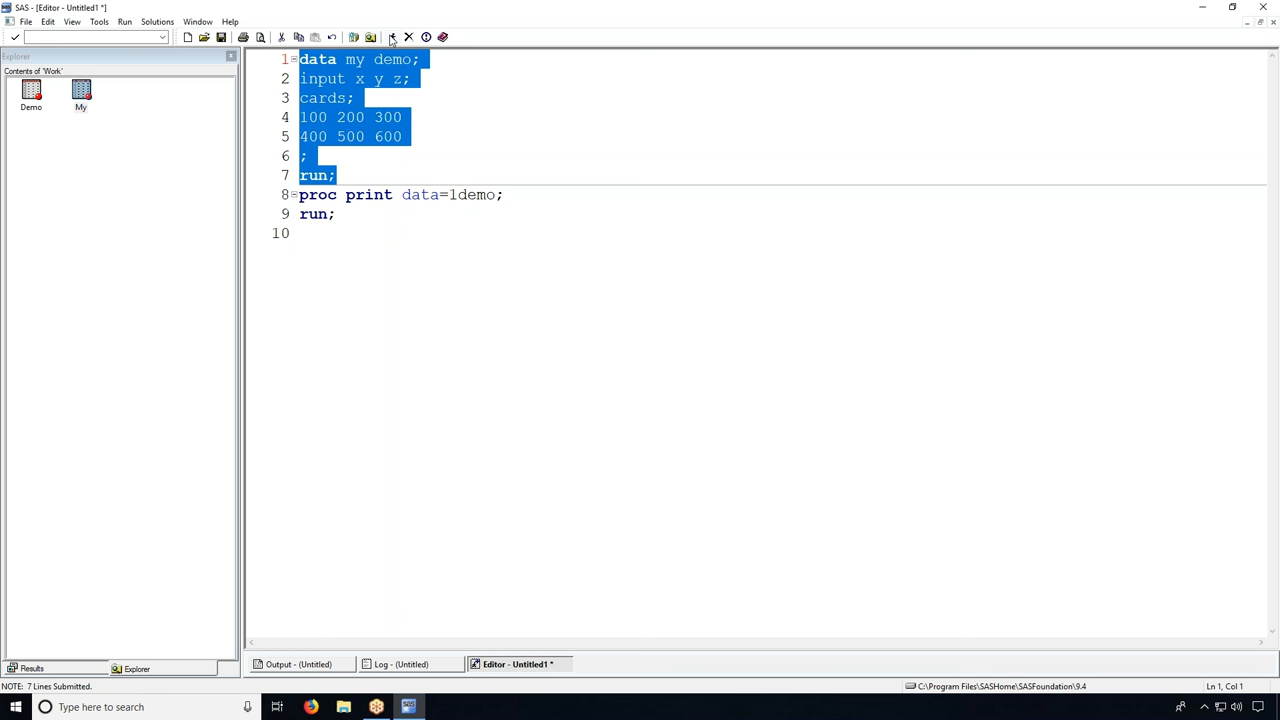 SAS - [Editor - Untitled1 *]
File Edit View Tools Run Solutions Window Help
Explorer
Contents of 'Work'
Demo My
1 data my demo;
2 input x y z;
3 cards;
4 100 200 300
5 400 500 600
6 ;
7 run;
8 proc print data=1demo;
9 run;
10
Results Explorer
Output - (Untitled) Log - (Untitled) Editor - Untitled1 *
NOTE: 7 Lines Submitted. C:\Program Files\SASHome\SASFoundation\9.4 Ln 1, Col 1
Type here to search